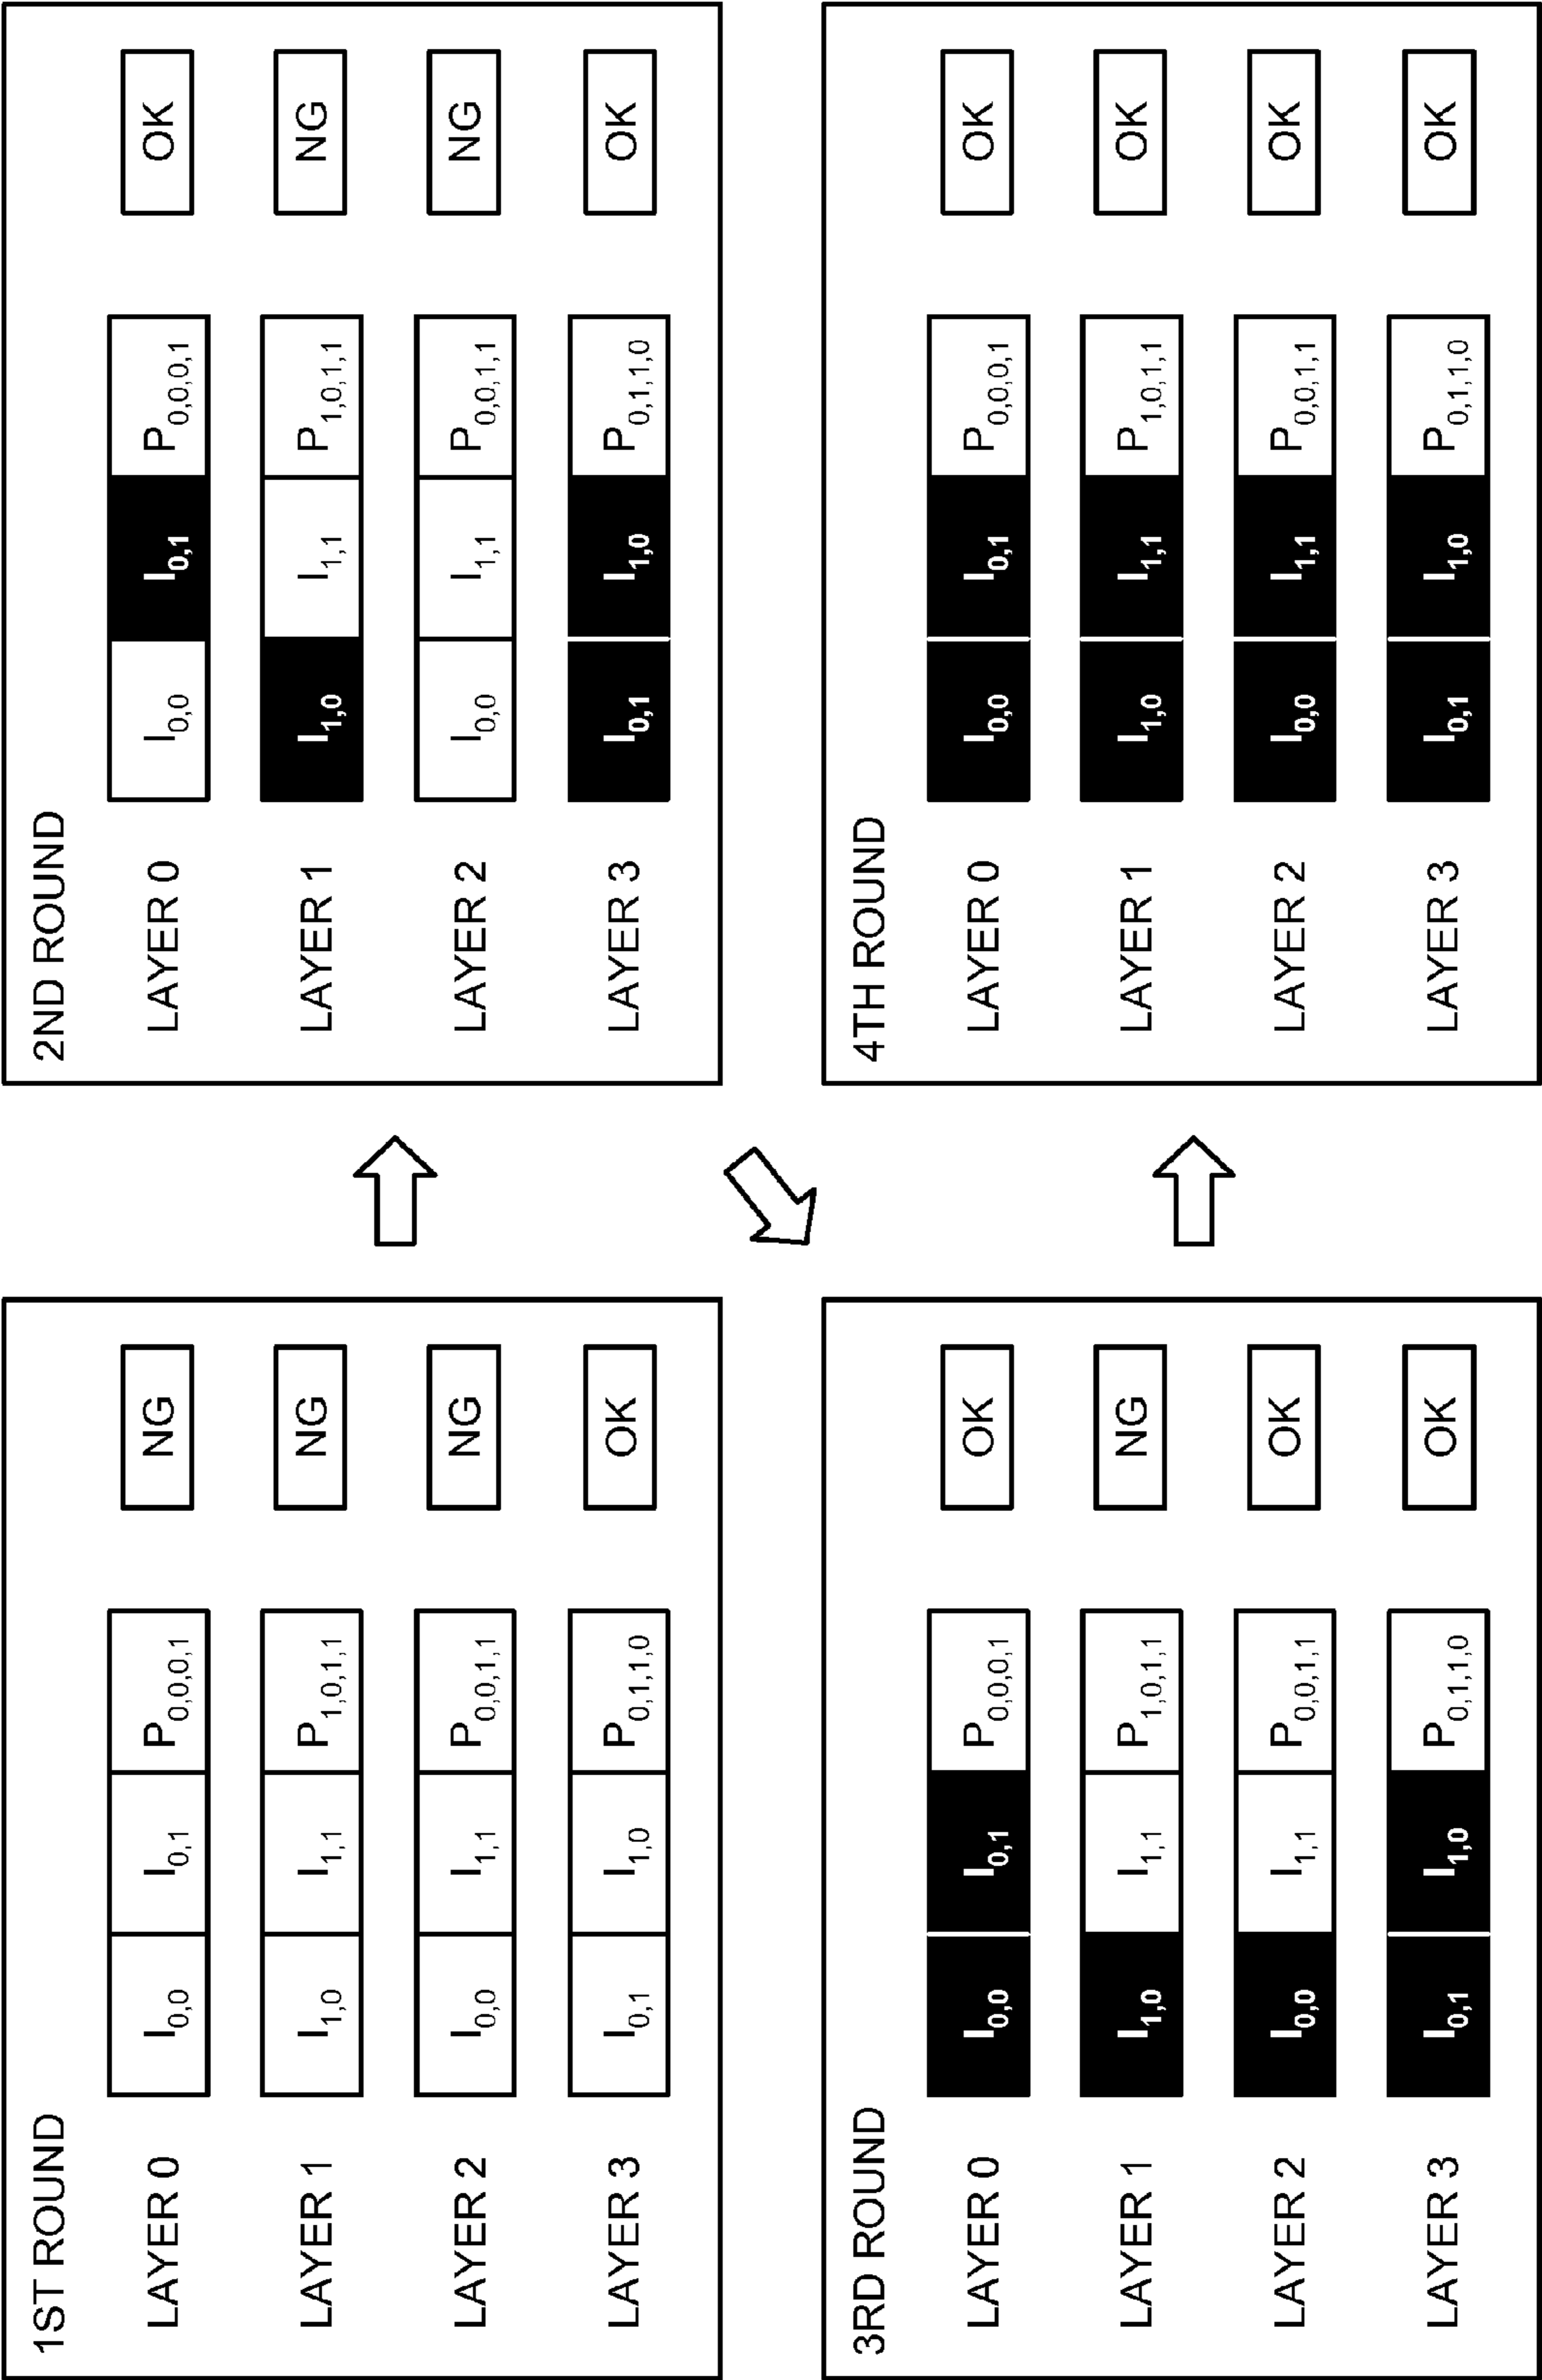 1ST ROUND
LAYER 0 I0,0 I0,1 P0,0,0,1 NG
LAYER 1 I1,0 I1,1 P1,0,1,1 NG
LAYER 2 I0,0 I1,1 P0,0,1,1 NG
LAYER 3 I0,1 I1,0 P0,1,1,0 OK
2ND ROUND
LAYER 0 I0,0 I0,1 P0,0,0,1 OK
LAYER 1 I1,0 I1,1 P1,0,1,1 NG
LAYER 2 I0,0 I1,1 P0,0,1,1 NG
LAYER 3 I0,1 I1,0 P0,1,1,0 OK
3RD ROUND
LAYER 0 I0,0 I0,1 P0,0,0,1 OK
LAYER 1 I1,0 I1,1 P1,0,1,1 NG
LAYER 2 I0,0 I1,1 P0,0,1,1 OK
LAYER 3 I0,1 I1,0 P0,1,1,0 OK
4TH ROUND
LAYER 0 I0,0 I0,1 P0,0,0,1 OK
LAYER 1 I1,0 I1,1 P1,0,1,1 OK
LAYER 2 I0,0 I1,1 P0,0,1,1 OK
LAYER 3 I0,1 I1,0 P0,1,1,0 OK